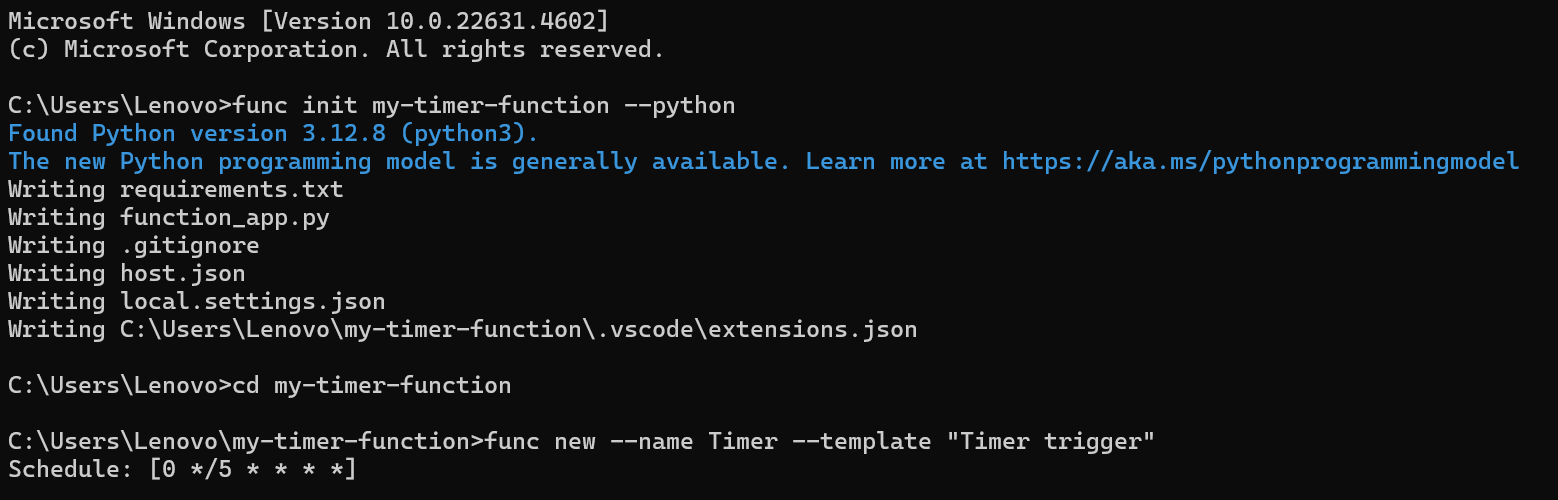 Microsoft Windows [Version 10.0.22631.4602]
(c) Microsoft Corporation. All rights reserved.
C:\Users\Lenovo>func init my-timer-function --python
Found Python version 3.12.8 (python3).
The new Python programming model is generally available. Learn more at https://aka.ms/pythonprogrammingmodel
Writing requirements.txt
Writing function_app.py
Writing .gitignore
Writing host.json
Writing local.settings.json
Writing C:\Users\Lenovo\my-timer-function\.vscode\extensions.json
C:\Users\Lenovo>cd my-timer-function
C:\Users\Lenovo\my-timer-function>func new --name Timer --template "Timer trigger"
Schedule: [0 */5 * * * *]